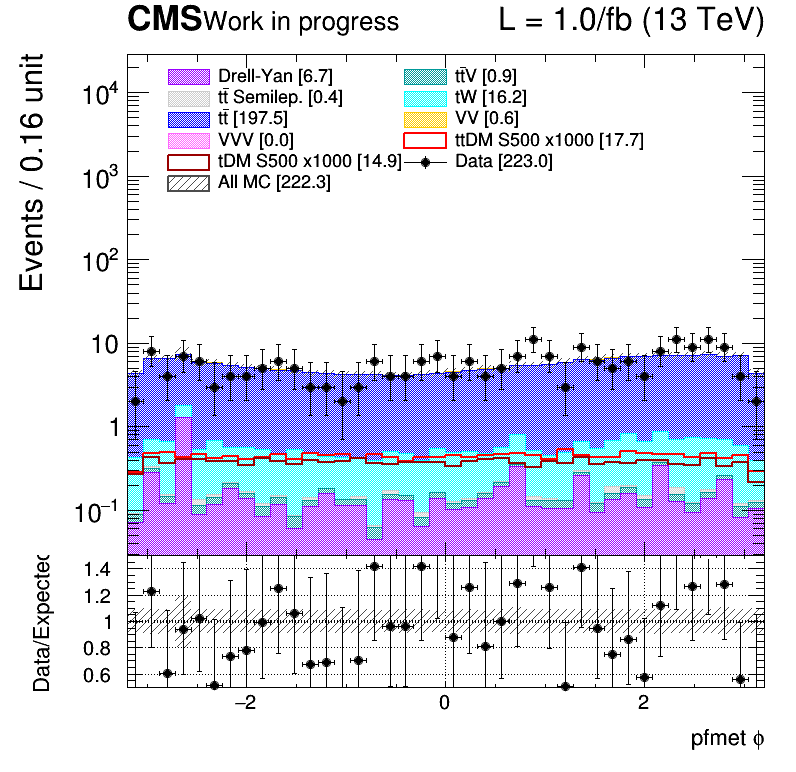 CMS Work in progress L = 1.0/fb (13 TeV)
Events / 0.16 unit
Drell-Yan [6.7] tt̄V [0.9]
tt̄ Semilep. [0.4] tW [16.2]
tt̄ [197.5] VV [0.6]
VVV [0.0] ttDM S500 x1000 [17.7]
tDM S500 x1000 [14.9] Data [223.0]
All MC [222.3]
10⁴
10³
10²
10
1
10⁻¹
Data/Expected
1.4
1.2
1
0.8
0.6
−2 0 2
pfmet ϕ